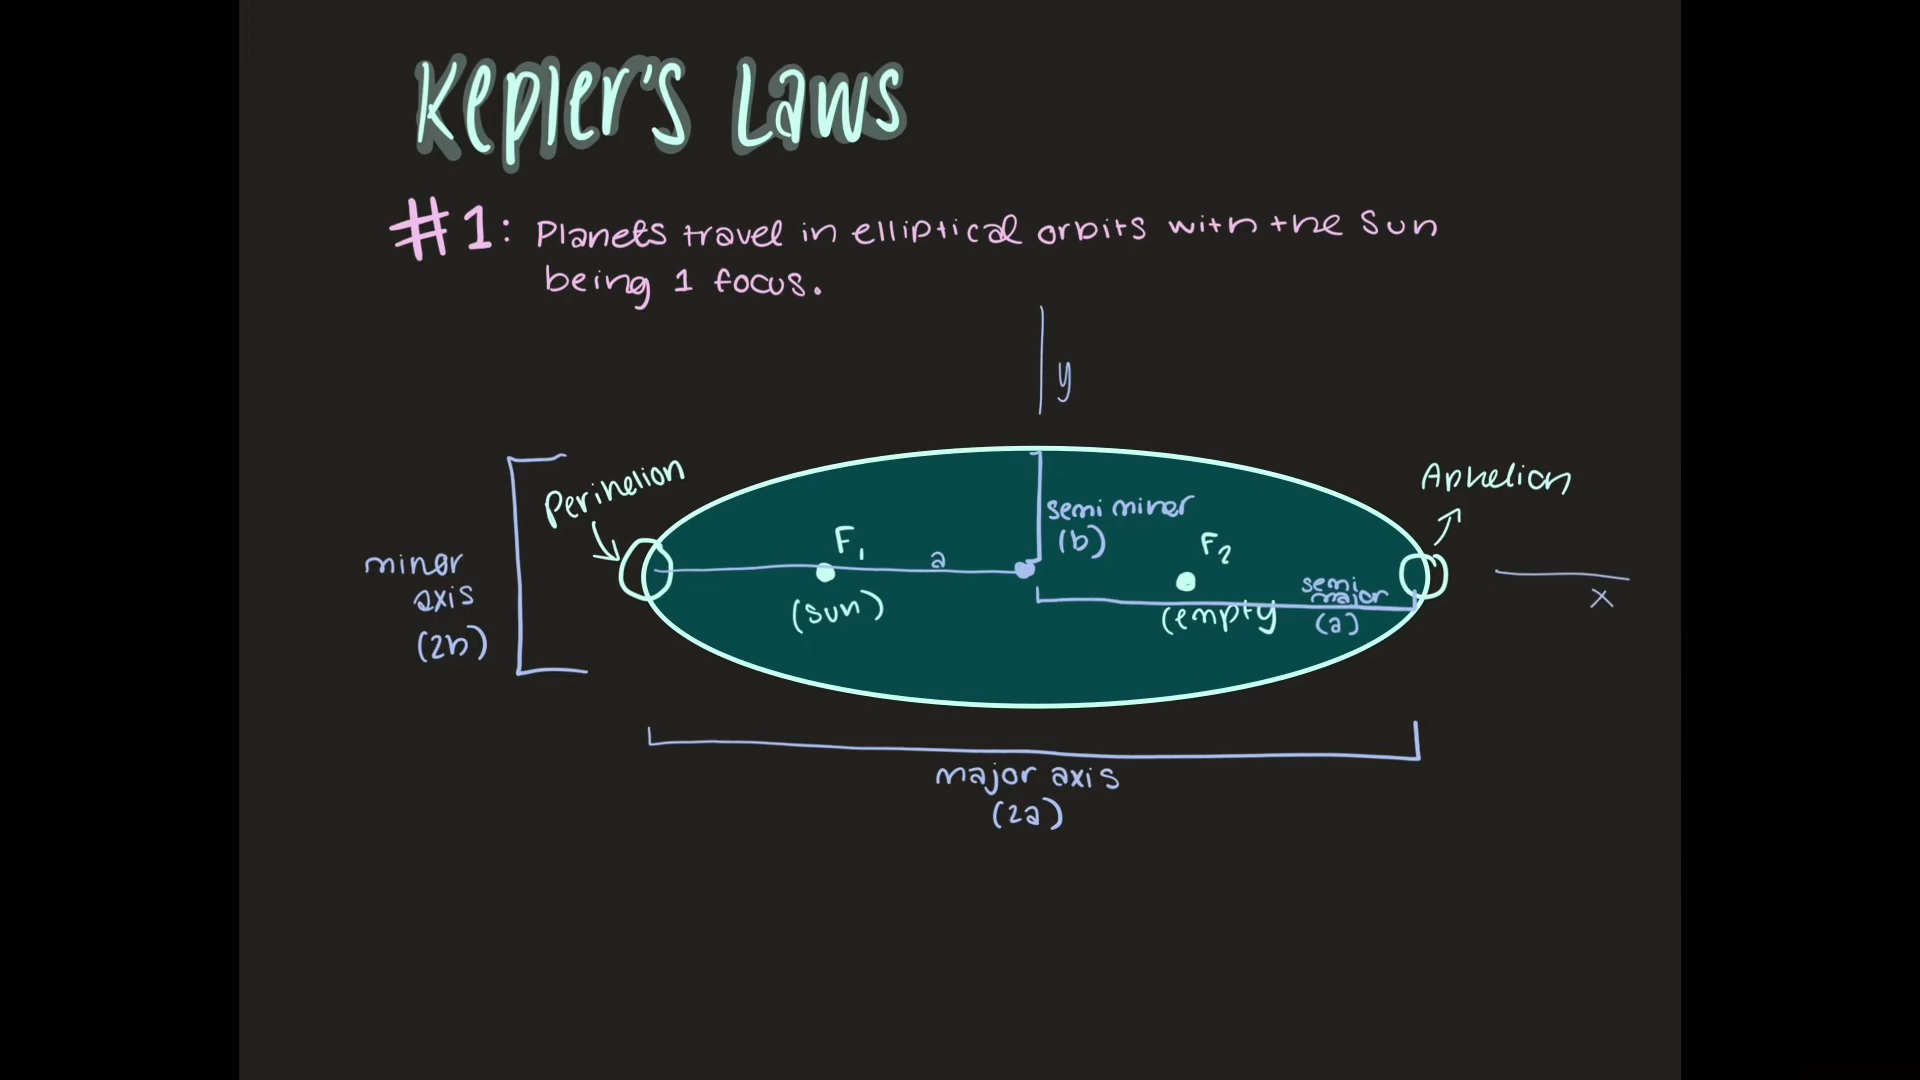 Kepler's Laws
#1: Planets travel in elliptical orbits with the Sun
being 1 focus.
y
Perihelion
Aphelion
semi minor
(b)
F₁
a
F₂
minor
axis
(2b)
(sun)
(empty
semi
major
(a)
x
major axis
(2a)